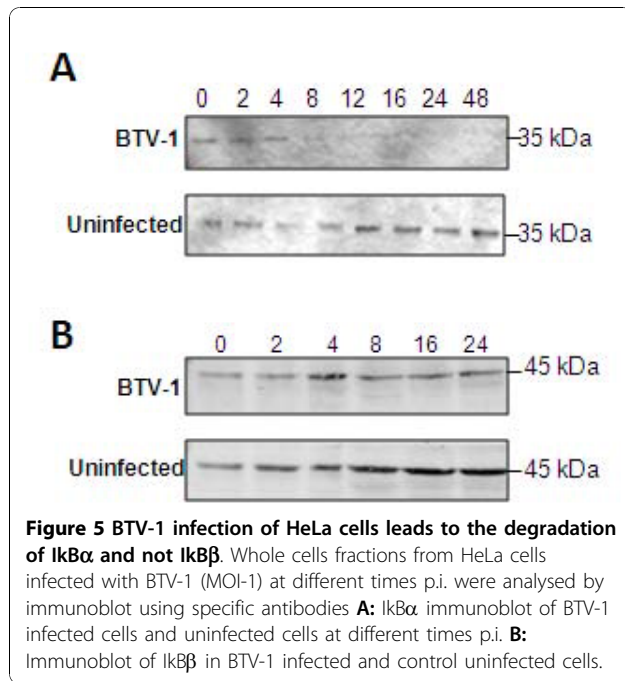 A
0 2 4 8 12 16 24 48
BTV-1
35 kDa
Uninfected
35 kDa
B
0 2 4 8 16 24
BTV-1
45 kDa
Uninfected
45 kDa
Figure 5 BTV-1 infection of HeLa cells leads to the degradation
of IkBα and not IkBβ. Whole cells fractions from HeLa cells
infected with BTV-1 (MOI-1) at different times p.i. were analysed by
immunoblot using specific antibodies A: IkBα immunoblot of BTV-1
infected cells and uninfected cells at different times p.i. B:
Immunoblot of IkBβ in BTV-1 infected and control uninfected cells.